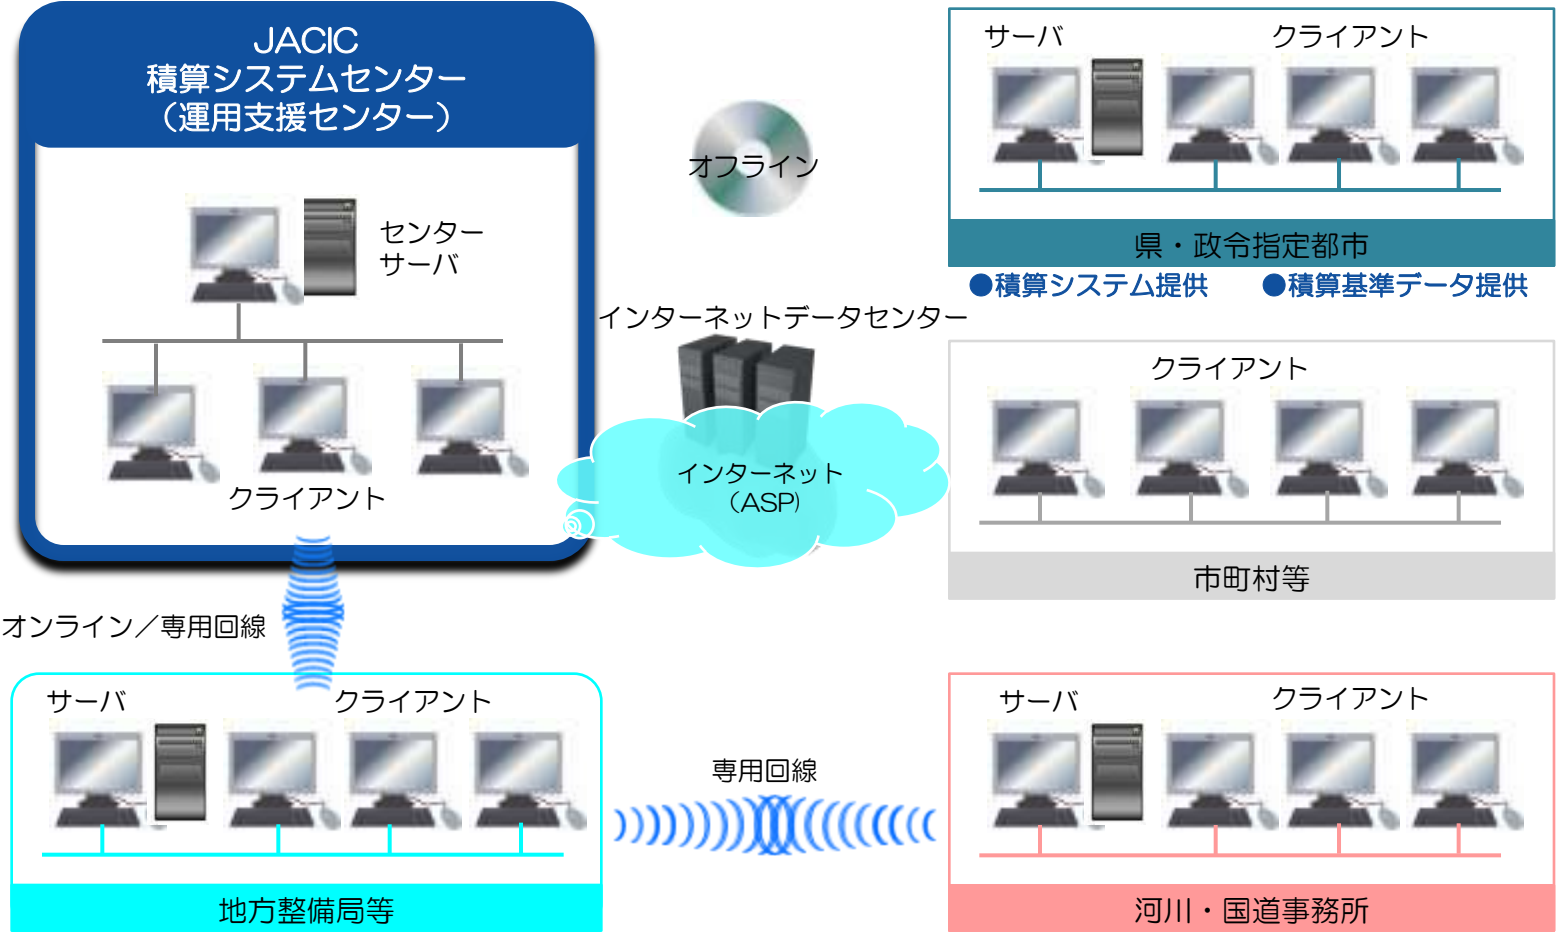 JACIC
積算システムセンター
（運用支援センター）
センター
サーバ
クライアント
オフライン
サーバ
クライアント
県・政令指定都市
●積算システム提供
●積算基準データ提供
インターネットデータセンター
インターネット
（ASP）
クライアント
市町村等
オンライン／専用回線
サーバ
クライアント
地方整備局等
専用回線
サーバ
クライアント
河川・国道事務所